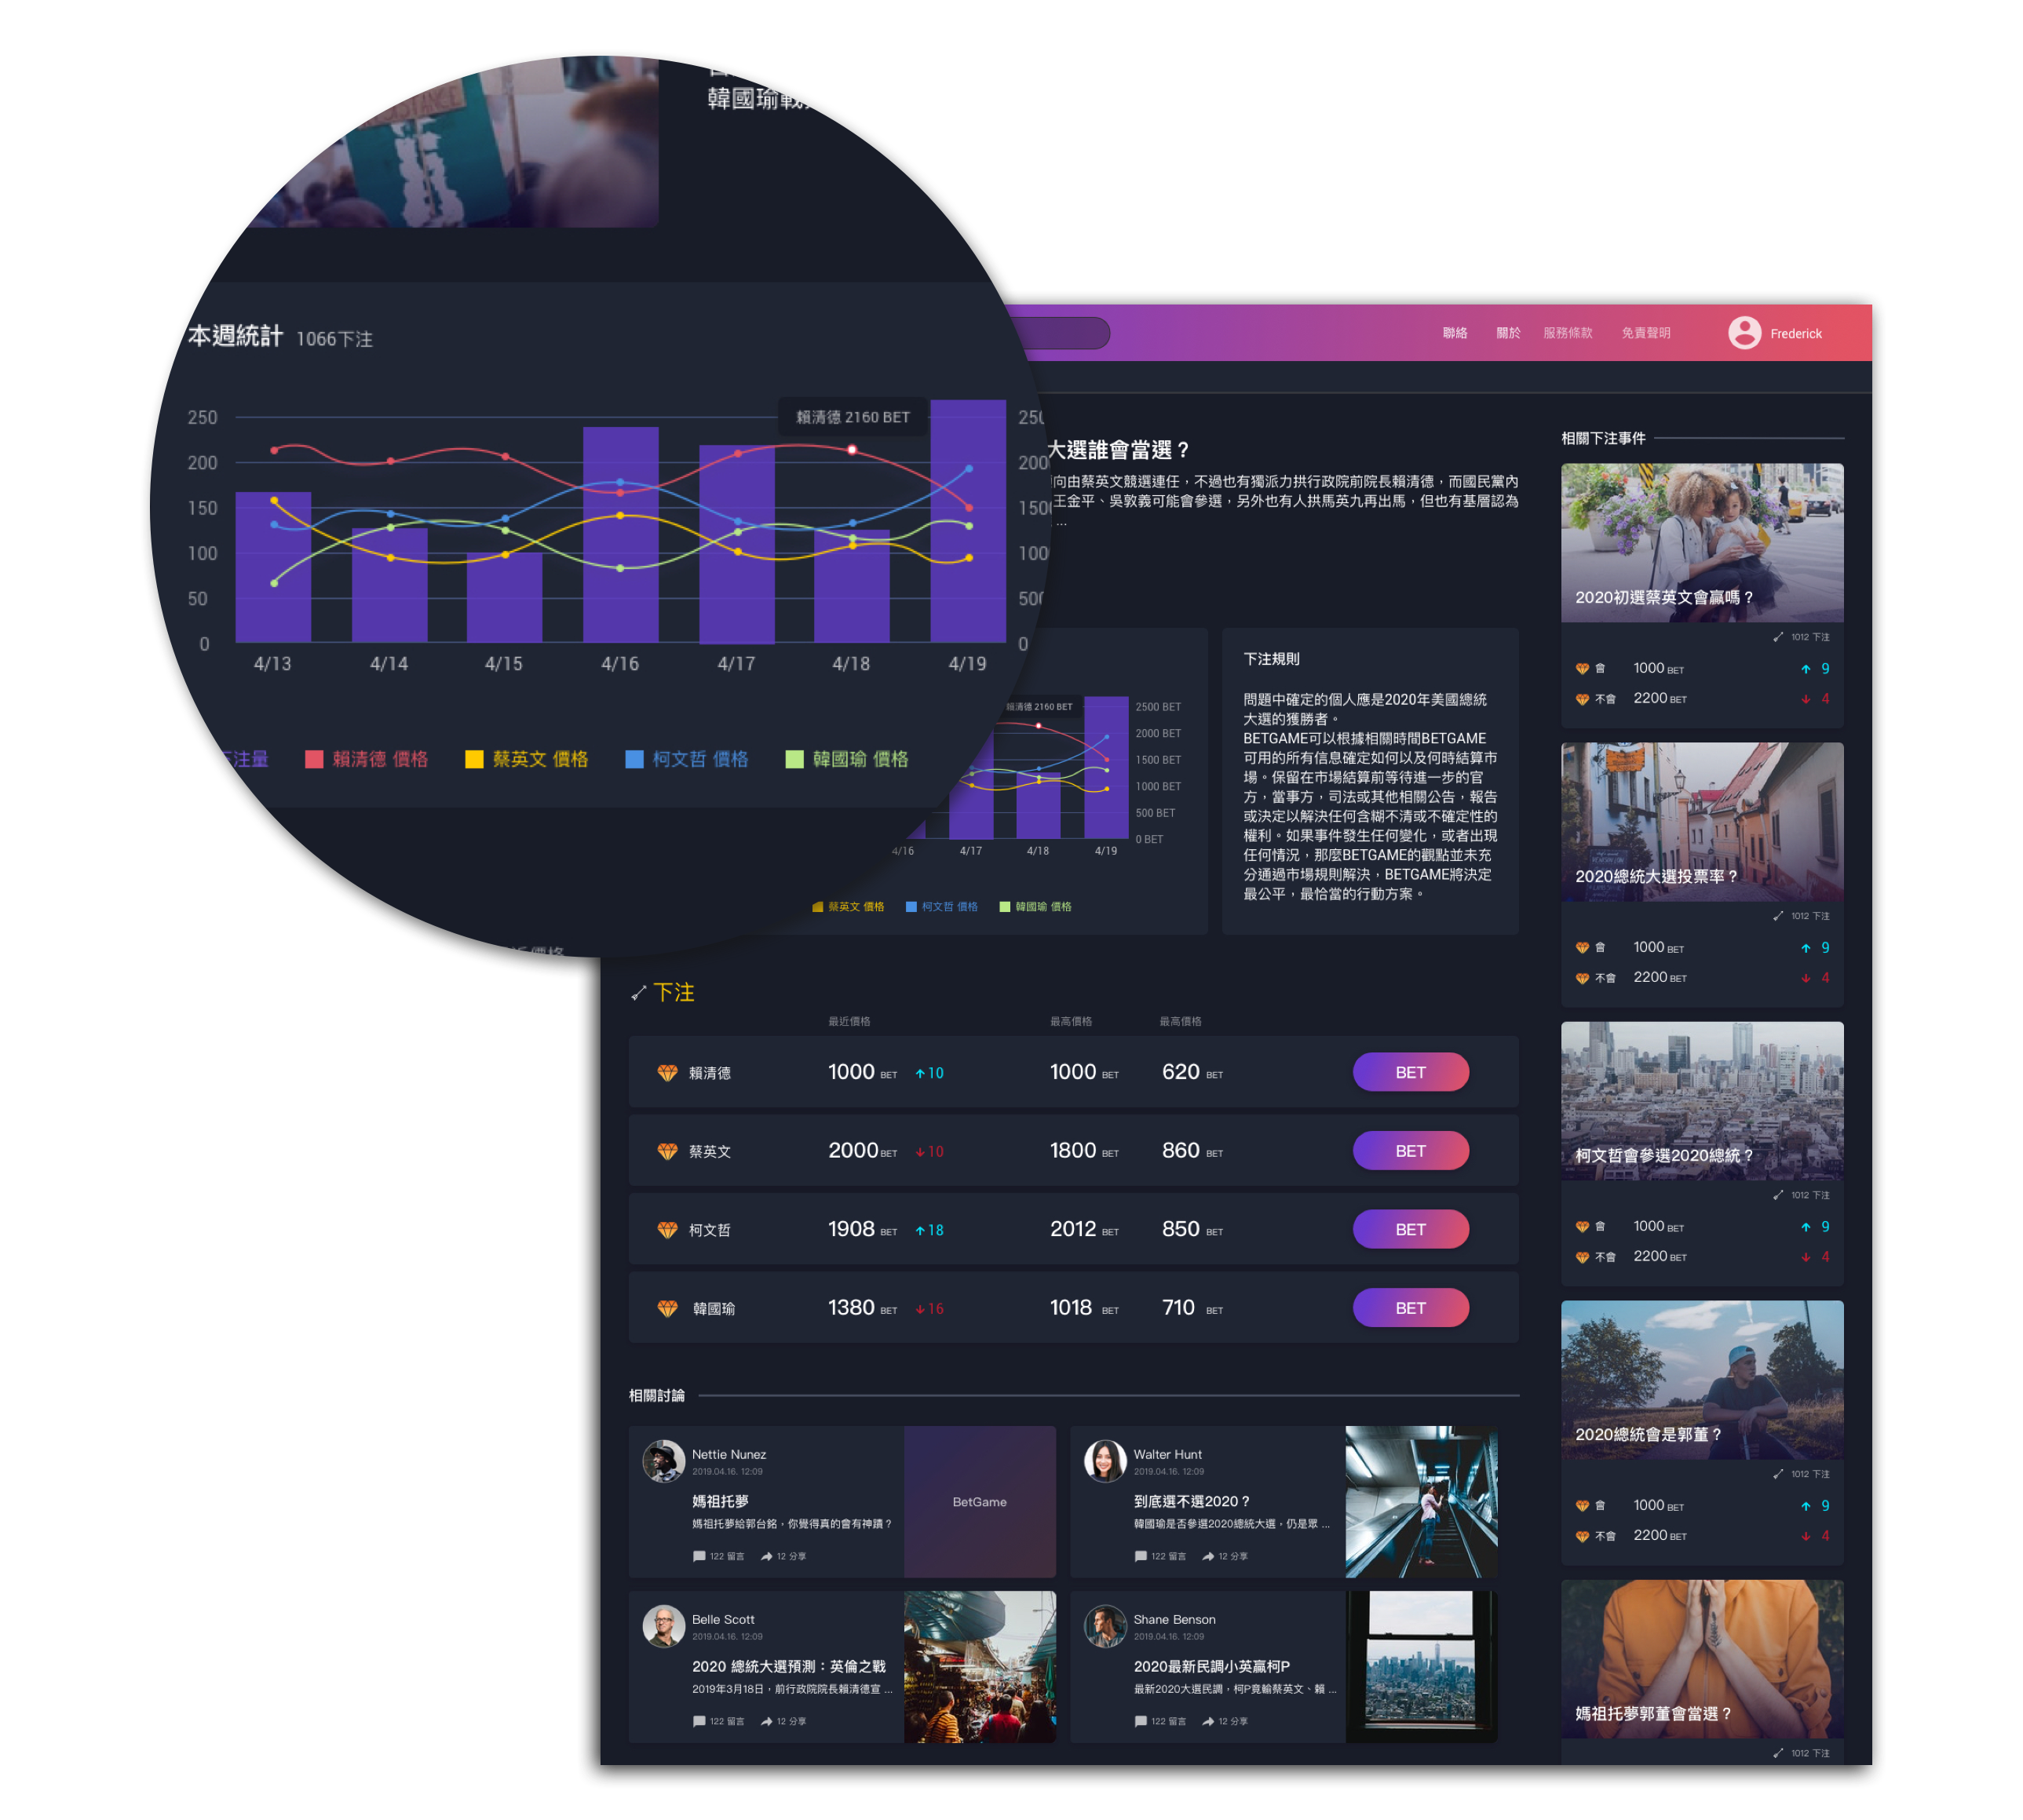 韓國瑜戰
本週統計 1066下注
250
200
150
100
50
0
賴清德 2160 BET
4/13 4/14 4/15 4/16 4/17 4/18 4/19
250
200
150
100
500
0
下注量 賴清德 價格 蔡英文 價格 柯文哲 價格 韓國瑜 價格
近價格
聯絡 關於 服務條款 免責聲明 Frederick
大選誰會當選？
向由蔡英文競選連任，不過也有獨派力拱行政院前院長賴清德，而國民黨內
王金平、吳敦義可能會參選，另外也有人拱馬英九再出馬，但也有基層認為
...
賴清德 2160 BET
2500 BET
2000 BET
1500 BET
1000 BET
500 BET
0 BET
4/16 4/17 4/18 4/19
蔡英文 價格 柯文哲 價格 韓國瑜 價格
下注規則
問題中確定的個人應是2020年美國總統
大選的獲勝者。
BETGAME可以根據相關時間BETGAME
可用的所有信息確定如何以及何時結算市
場。保留在市場結算前等待進一步的官
方，當事方，司法或其他相關公告，報告
或決定以解決任何含糊不清或不確定性的
權利。如果事件發生任何變化，或者出現
任何情況，那麼BETGAME的觀點並未充
分通過市場規則解決，BETGAME將決定
最公平，最恰當的行動方案。
下注
最近價格 最高價格 最高價格
賴清德 1000 BET 10 1000 BET 620 BET BET
蔡英文 2000 BET 10 1800 BET 860 BET BET
柯文哲 1908 BET 18 2012 BET 850 BET BET
韓國瑜 1380 BET 16 1018 BET 710 BET BET
相關討論
Nettie Nunez
2019.04.16. 12:09
媽祖托夢
媽祖托夢給郭台銘，你覺得真的會有神蹟？
122 留言 12 分享
BetGame
Walter Hunt
2019.04.16. 12:09
到底選不選2020？
韓國瑜是否參選2020總統大選，仍是眾 ...
122 留言 12 分享
Belle Scott
2019.04.16. 12:09
2020 總統大選預測：英倫之戰
2019年3月18日，前行政院院長賴清德宣 ...
122 留言 12 分享
Shane Benson
2019.04.16. 12:09
2020最新民調小英贏柯P
最新2020大選民調，柯P竟輸蔡英文、賴 ...
122 留言 12 分享
相關下注事件
2020初選蔡英文會贏嗎？
1012 下注
會 1000 BET 9
不會 2200 BET 4
2020總統大選投票率？
1012 下注
會 1000 BET 9
不會 2200 BET 4
柯文哲會參選2020總統？
1012 下注
會 1000 BET 9
不會 2200 BET 4
2020總統會是郭董？
1012 下注
會 1000 BET 9
不會 2200 BET 4
媽祖托夢郭董會當選？
1012 下注